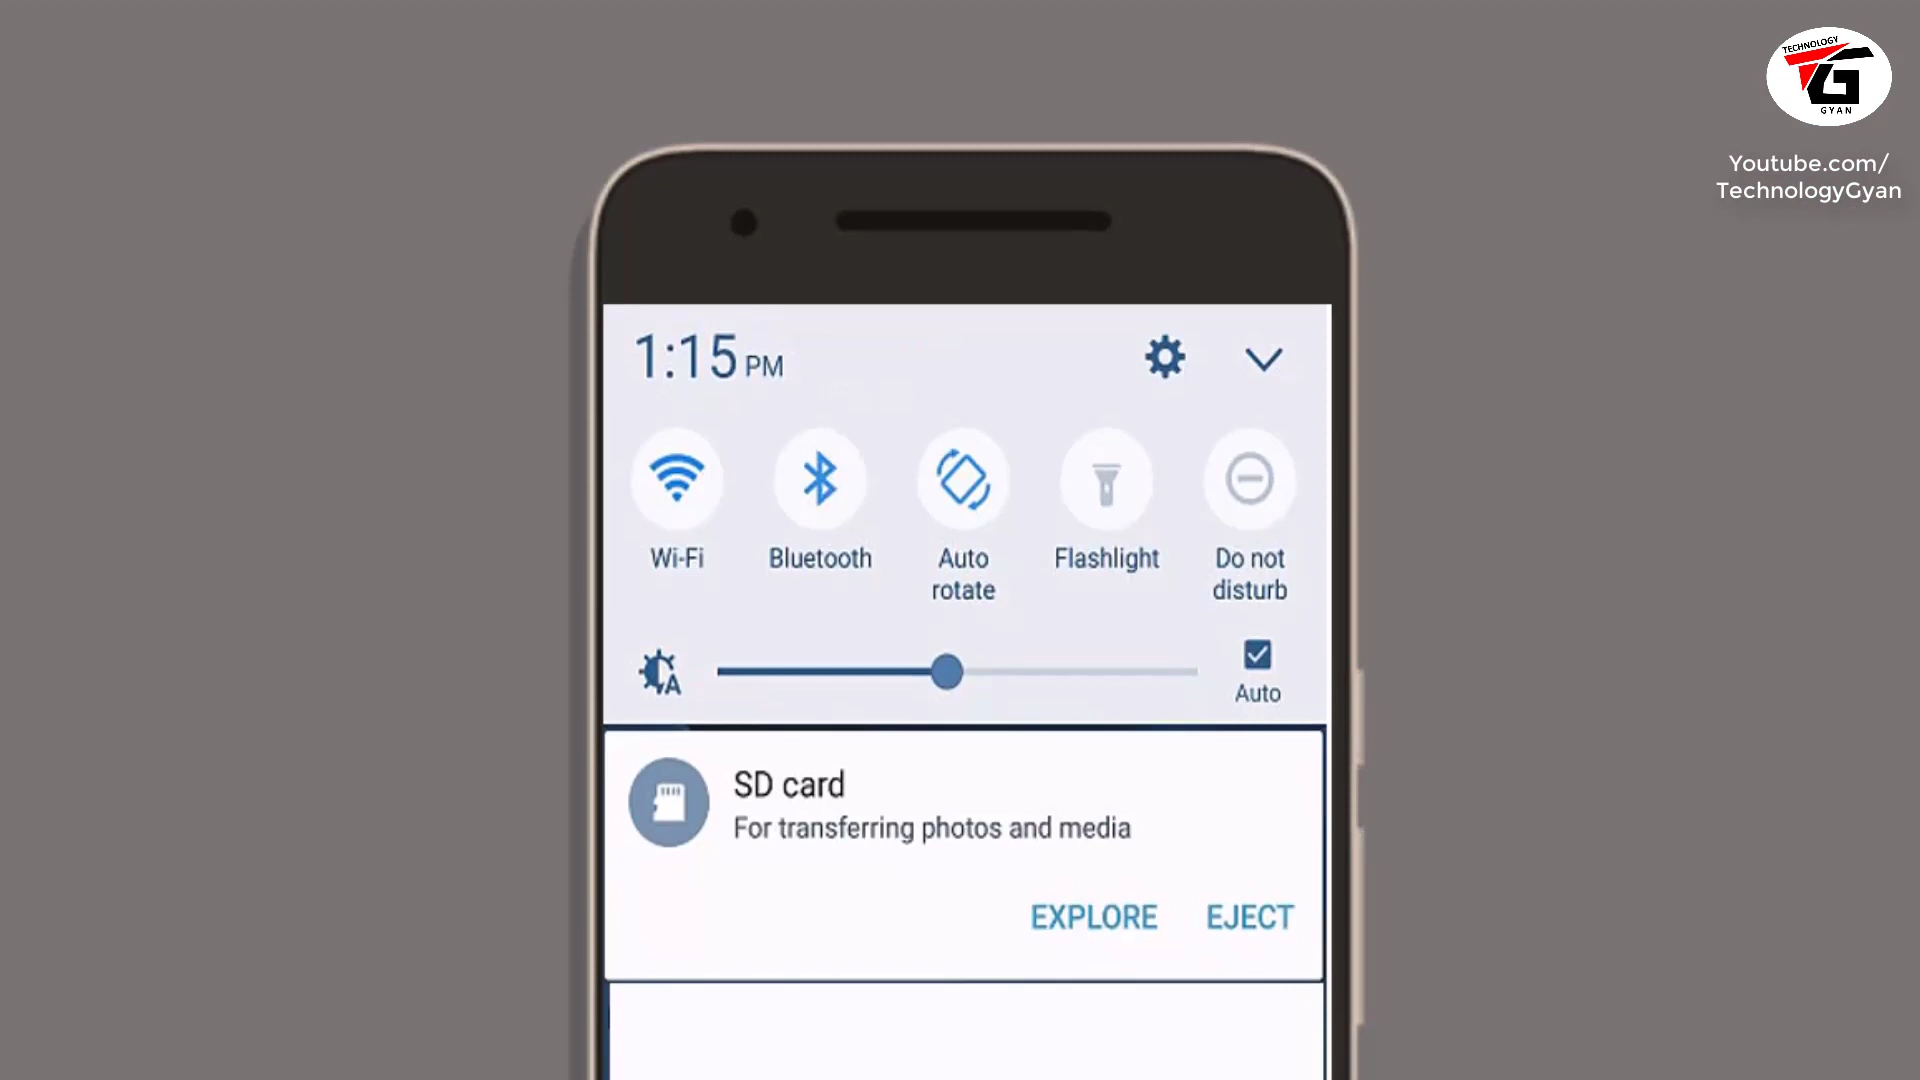 TECHNOLOGY
TG
GYAN
Youtube.com/
TechnologyGyan
1:15 PM
Wi-Fi
Bluetooth
Auto
rotate
Flashlight
Do not
disturb
A
Auto
SD card
For transferring photos and media
EXPLORE EJECT